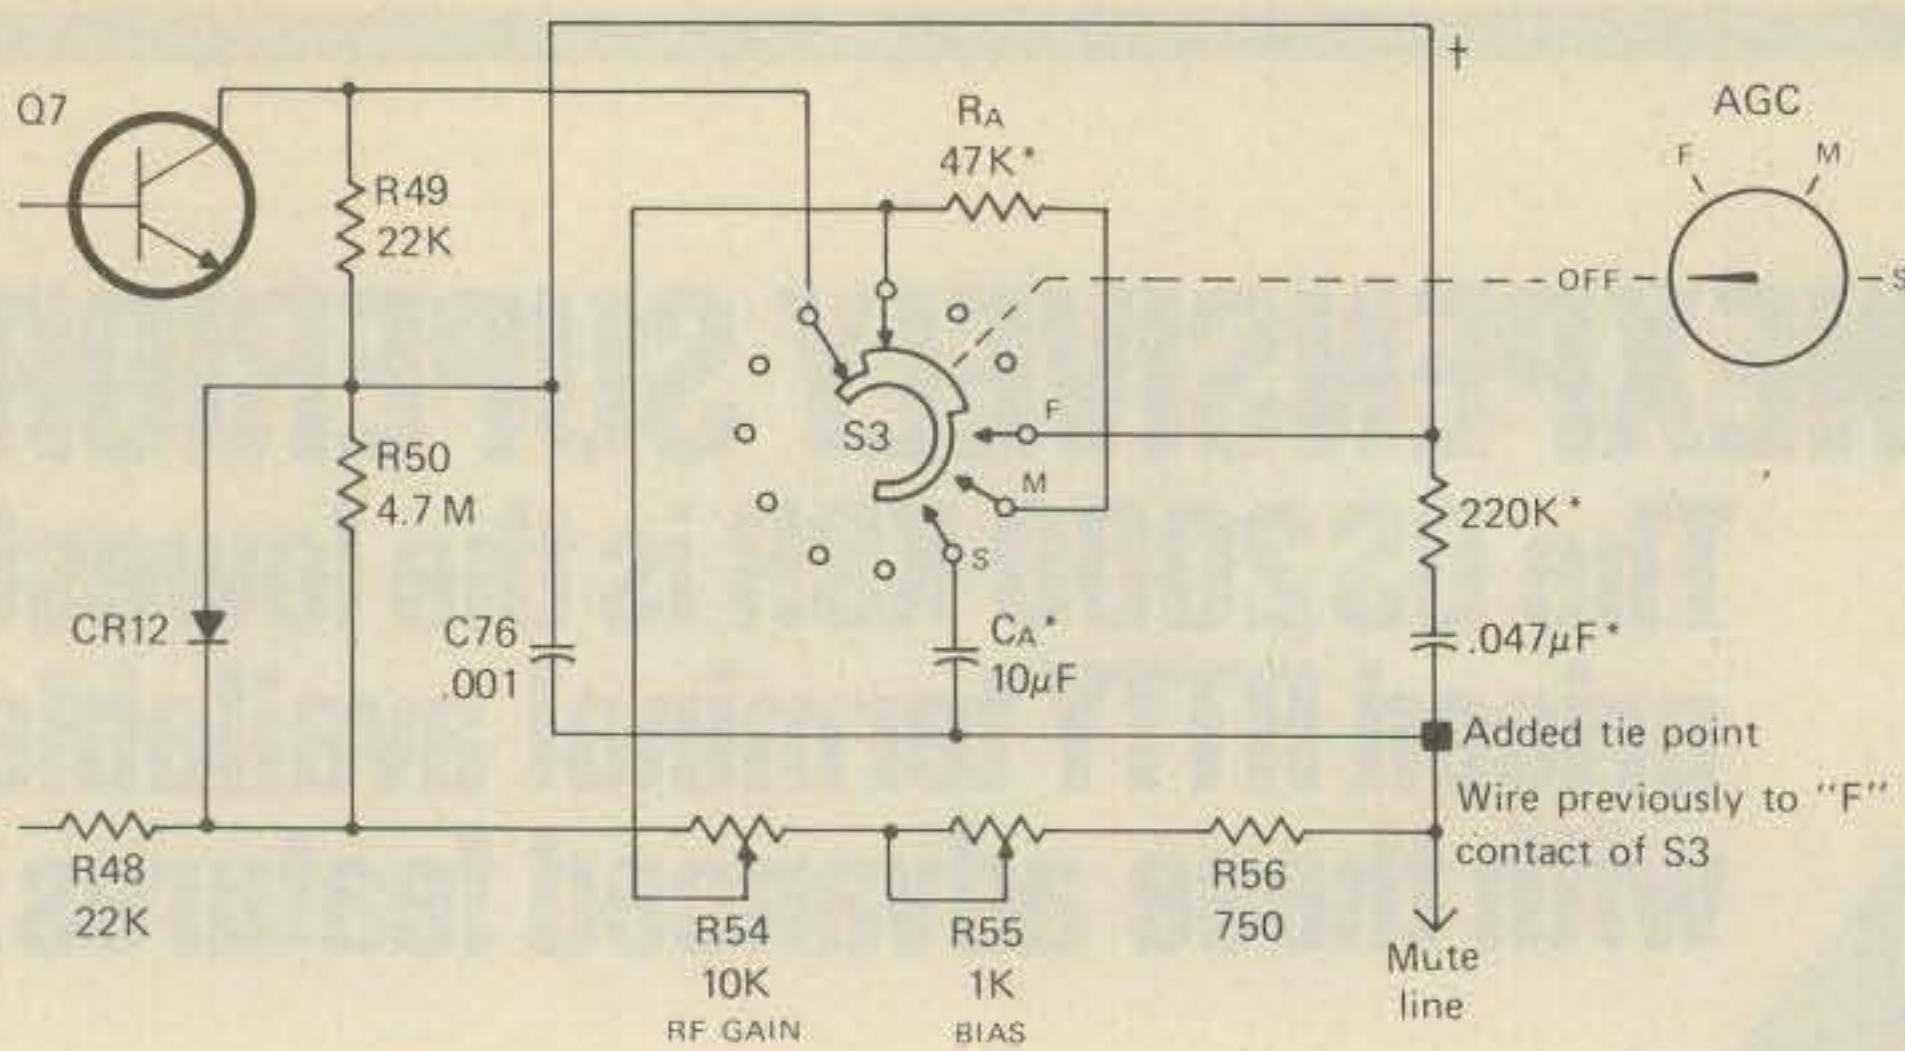 Q7
R49
22K
RA
47K*
†
AGC
F
M
OFF
S
R50
4.7 M
S3
F
M
S
CR12
C76
.001
CA*
10µF
220K*
.047µF*
Added tie point
Wire previously to "F"
contact of S3
R48
22K
R54
10K
RF GAIN
R55
1K
BIAS
R56
750
Mute
line